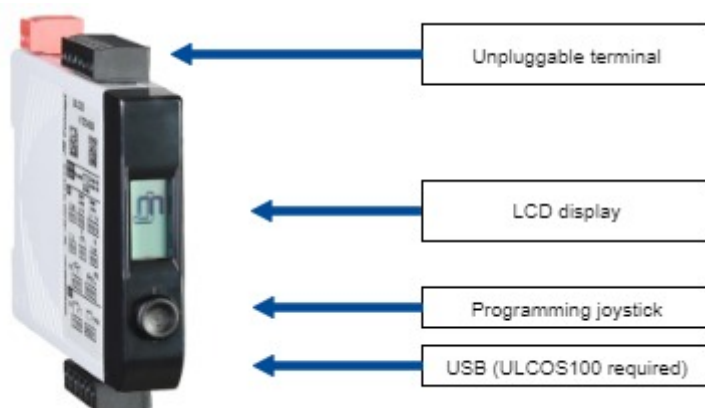 Unpluggable terminal
LCD display
Programming joystick
USB (ULCOS100 required)